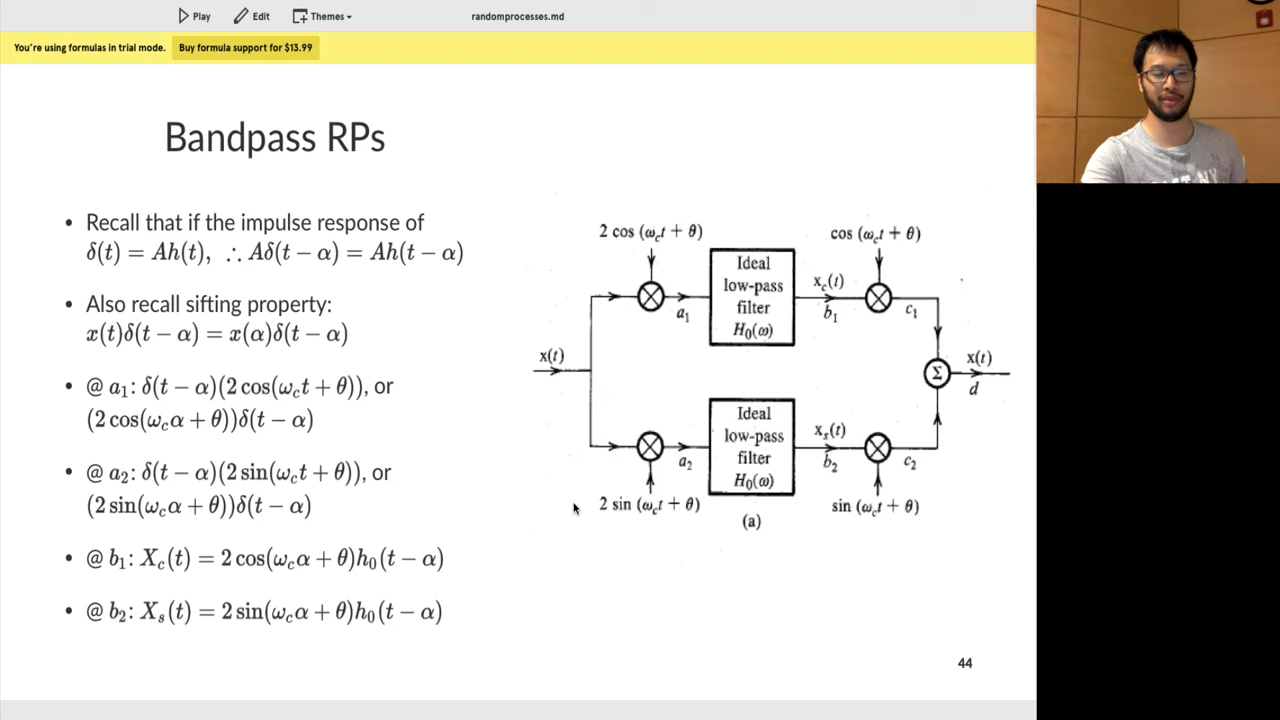 Play Edit Themes randomprocesses.md
You're using formulas in trial mode. Buy formula support for $13.99
Bandpass RPs
• Recall that if the impulse response of
δ(t) = Ah(t), ∴ Aδ(t − α) = Ah(t − α)
• Also recall sifting property:
x(t)δ(t − α) = x(α)δ(t − α)
• @ a₁: δ(t − α)(2 cos(ω_c t + θ)), or
(2 cos(ω_c α + θ))δ(t − α)
• @ a₂: δ(t − α)(2 sin(ω_c t + θ)), or
(2 sin(ω_c α + θ))δ(t − α)
• @ b₁: X_c(t) = 2 cos(ω_c α + θ)h₀(t − α)
• @ b₂: X_s(t) = 2 sin(ω_c α + θ)h₀(t − α)
2 cos (ω_c t + θ)
cos (ω_c t + θ)
Ideal
low-pass
filter
H₀(ω)
x_c(t)
a₁
b₁
c₁
x(t)
Σ
x(t)
d
Ideal
low-pass
filter
H₀(ω)
x_s(t)
a₂
b₂
c₂
2 sin (ω_c t + θ)
sin (ω_c t + θ)
(a)
44